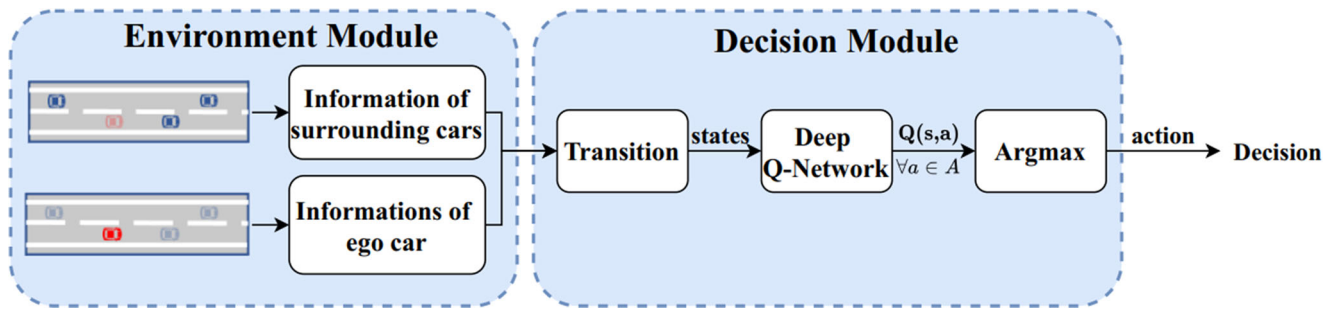 Environment Module
Information of
surrounding cars
Informations of
ego car
Decision Module
Transition
states
Deep
Q-Network
Q(s,a)
∀a ∈ A
Argmax
action
Decision